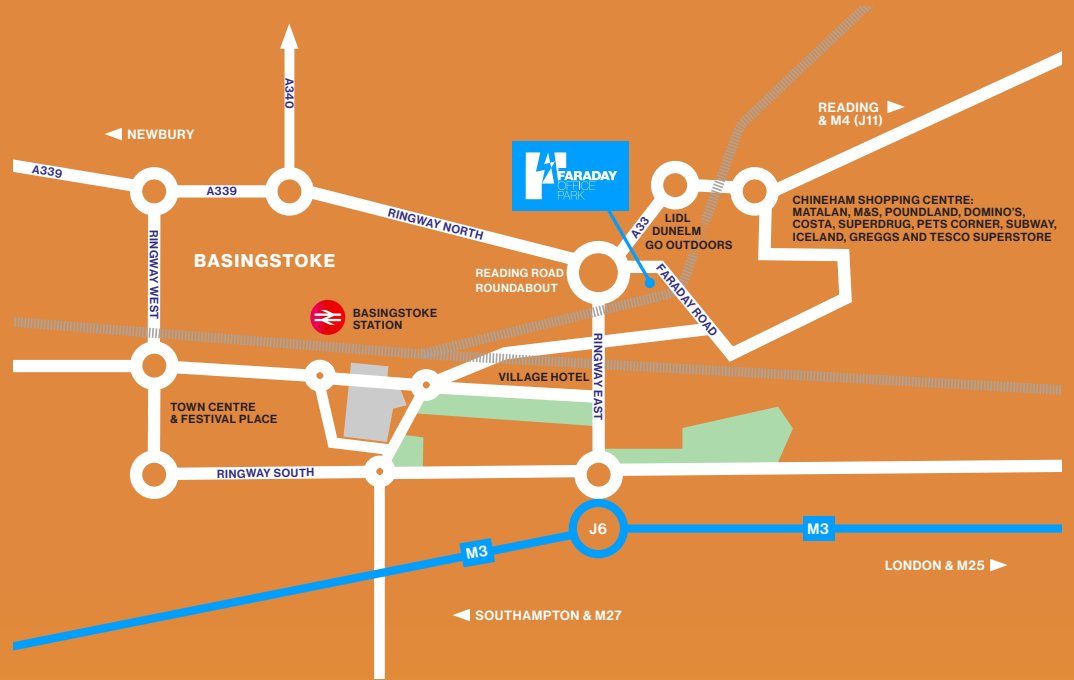 A340
NEWBURY
READING
& M4 (J11)
A339
A339
FARADAY
OFFICE
PARK
RINGWAY NORTH
A33
LIDL
DUNELM
GO OUTDOORS
CHINEHAM SHOPPING CENTRE:
MATALAN, M&S, POUNDLAND, DOMINO'S,
COSTA, SUPERDRUG, PETS CORNER, SUBWAY,
ICELAND, GREGGS AND TESCO SUPERSTORE
RINGWAY WEST
BASINGSTOKE
READING ROAD
ROUNDABOUT
FARADAY ROAD
BASINGSTOKE
STATION
RINGWAY EAST
VILLAGE HOTEL
TOWN CENTRE
& FESTIVAL PLACE
RINGWAY SOUTH
J6
M3
M3
LONDON & M25
SOUTHAMPTON & M27